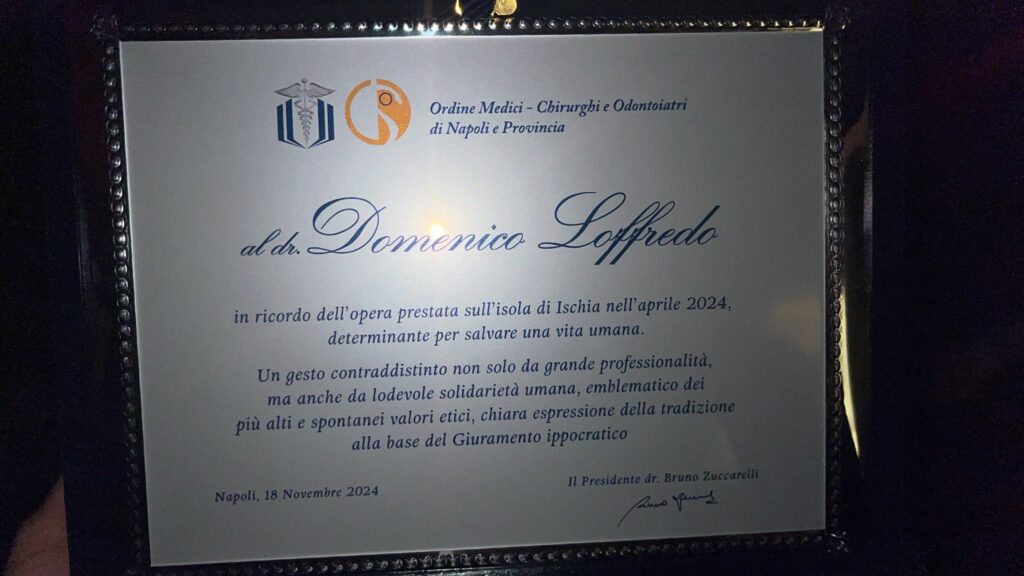 Ordine Medici - Chirurghi e Odontoiatri
di Napoli e Provincia
al dr. Domenico Loffredo
in ricordo dell'opera prestata sull'isola di Ischia nell'aprile 2024,
determinante per salvare una vita umana.
Un gesto contraddistinto non solo da grande professionalità,
ma anche da lodevole solidarietà umana, emblematico dei
più alti e spontanei valori etici, chiara espressione della tradizione
alla base del Giuramento ippocratico
Napoli, 18 Novembre 2024
Il Presidente dr. Bruno Zuccarelli